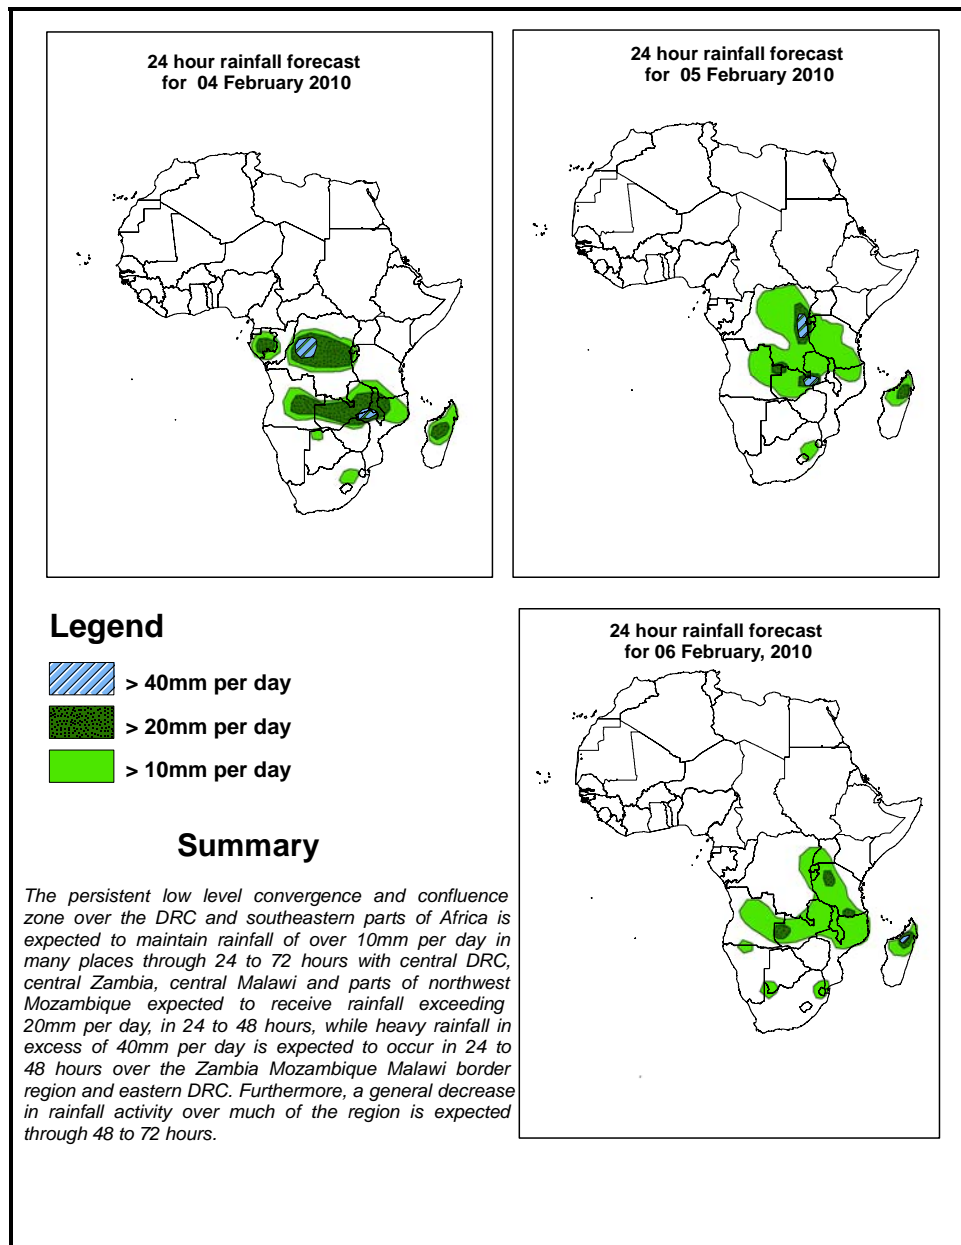 24 hour rainfall forecast
for  04 February 2010
24 hour rainfall forecast
for  05 February 2010
Legend
> 40mm per day
> 20mm per day
> 10mm per day
24 hour rainfall forecast
for 06 February, 2010
Summary
The persistent low level convergence and confluence
zone over the DRC and southeastern parts of Africa is
expected to maintain rainfall of over 10mm per day in
many places through 24 to 72 hours with central DRC,
central Zambia, central Malawi and parts of northwest
Mozambique expected to receive rainfall exceeding
20mm per day, in 24 to 48 hours, while heavy rainfall in
excess of 40mm per day is expected to occur in 24 to
48 hours over the Zambia Mozambique Malawi border
region and eastern DRC. Furthermore, a general decrease
in rainfall activity over much of the region is expected
through 48 to 72 hours.